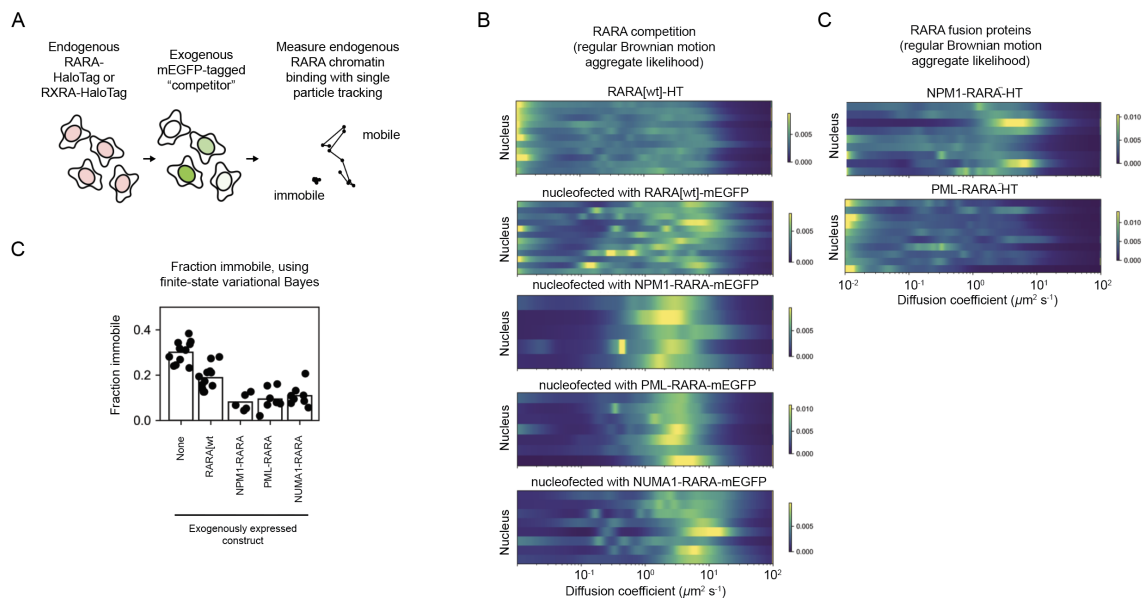 A
Endogenous
RARA-
HaloTag or
RXRA-HaloTag
Exogenous
mEGFP-tagged
“competitor”
Measure endogenous
RARA chromatin
binding with single
particle tracking
mobile
immobile
C
Fraction immobile, using
finite-state variational Bayes
Fraction immobile
0.4
0.2
0.0
None
RARA[wt
NPM1-RARA
PML-RARA
NUMA1-RARA
Exogenously expressed
construct
B
RARA competition
(regular Brownian motion
aggregate likelihood)
RARA[wt]-HT
Nucleus
0.005
0.000
nucleofected with RARA[wt]-mEGFP
Nucleus
0.005
0.000
nucleofected with NPM1-RARA-mEGFP
Nucleus
0.005
0.000
nucleofected with PML-RARA-mEGFP
Nucleus
0.010
0.005
0.000
nucleofected with NUMA1-RARA-mEGFP
Nucleus
0.005
0.000
10-1 100 101 102
Diffusion coefficient (µm2 s-1)
C
RARA fusion proteins
(regular Brownian motion
aggregate likelihood)
NPM1-RARA-HT
Nucleus
0.010
0.005
0.000
PML-RARA-HT
Nucleus
0.010
0.005
0.000
10-2 10-1 100 101 102
Diffusion coefficient (µm2 s-1)